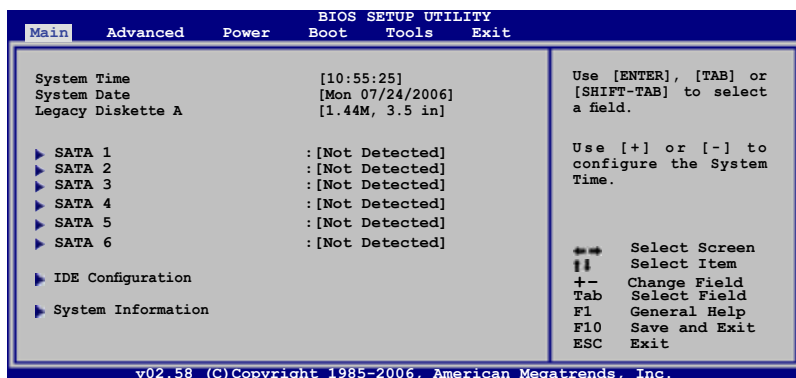 BIOS SETUP UTILITY
Main Advanced Power Boot Tools Exit
System Time [10:55:25]
System Date [Mon 07/24/2006]
Legacy Diskette A [1.44M, 3.5 in]
SATA 1 :[Not Detected]
SATA 2 :[Not Detected]
SATA 3 :[Not Detected]
SATA 4 :[Not Detected]
SATA 5 :[Not Detected]
SATA 6 :[Not Detected]
IDE Configuration
System Information
Use [ENTER], [TAB] or
[SHIFT-TAB] to select
a field.
Use [+] or [-] to
configure the System
Time.
Select Screen
Select Item
+- Change Field
Tab Select Field
F1 General Help
F10 Save and Exit
ESC Exit
v02.58 (C)Copyright 1985-2006, American Megatrends, Inc.